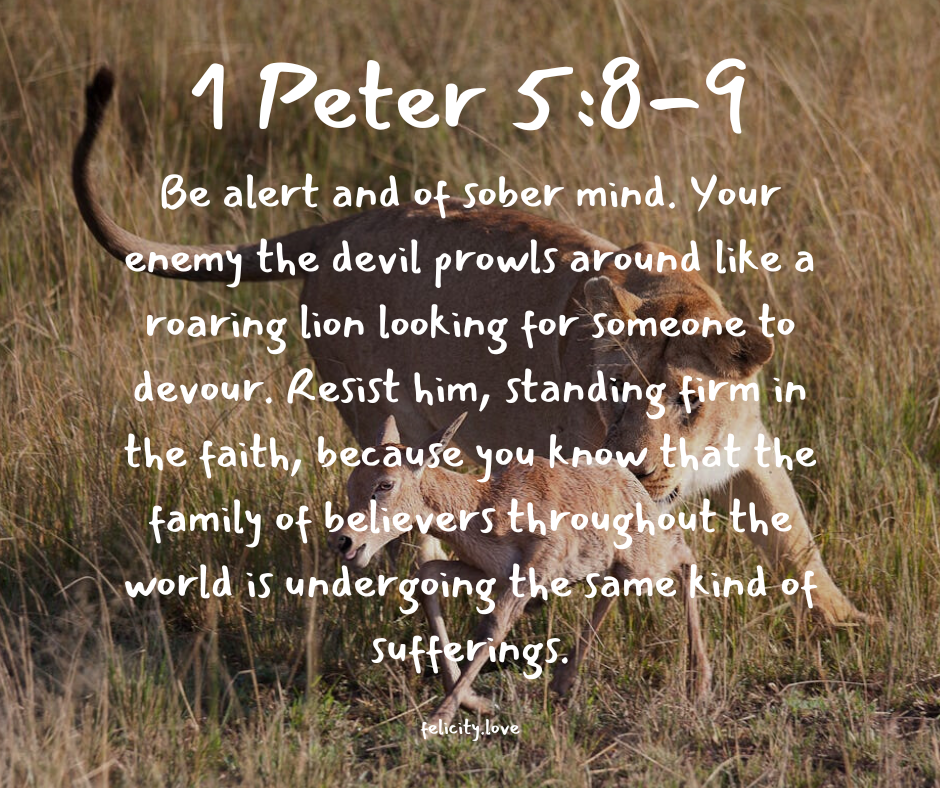 1 Peter 5:8-9
Be alert and of sober mind. Your
enemy the devil prowls around like a
roaring lion looking for someone to
devour. Resist him, standing firm in
the faith, because you know that the
family of believers throughout the
world is undergoing the same kind of
sufferings.
felicity.love